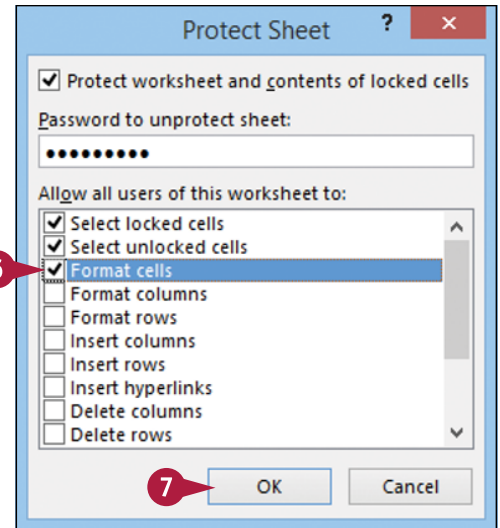 Protect Sheet ? ×
Protect worksheet and contents of locked cells
Password to unprotect sheet:
•••••••••
Allow all users of this worksheet to:
Select locked cells
Select unlocked cells
Format cells
Format columns
Format rows
Insert columns
Insert rows
Insert hyperlinks
Delete columns
Delete rows
7 OK Cancel